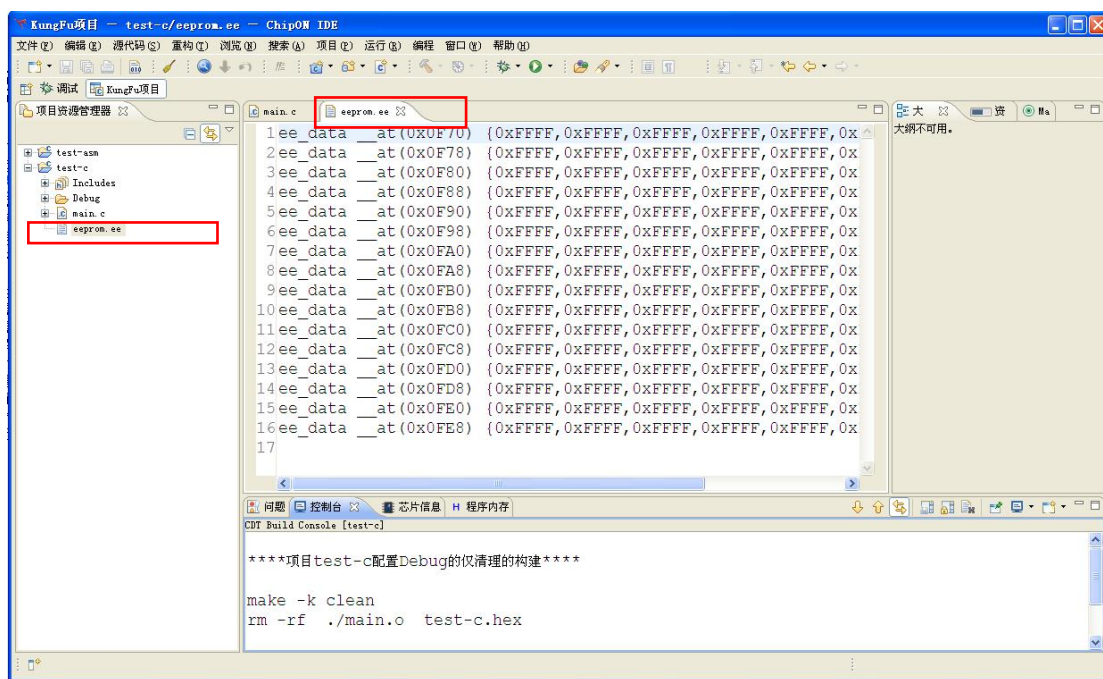 KungFu项目 － test-c/eeprom.ee － ChipON IDE
文件(F) 编辑(E) 源代码(S) 重构(T) 浏览(N) 搜索(A) 项目(P) 运行(R) 编程 窗口(W) 帮助(H)
调试 KungFu项目
项目资源管理器
test-asm
test-c
Includes
Debug
main.c
eeprom.ee
main.c eeprom.ee
1 ee_data __at(0x0F70) {0xFFFF,0xFFFF,0xFFFF,0xFFFF,0xFFFF,0x
2 ee_data __at(0x0F78) {0xFFFF,0xFFFF,0xFFFF,0xFFFF,0xFFFF,0x
3 ee_data __at(0x0F80) {0xFFFF,0xFFFF,0xFFFF,0xFFFF,0xFFFF,0x
4 ee_data __at(0x0F88) {0xFFFF,0xFFFF,0xFFFF,0xFFFF,0xFFFF,0x
5 ee_data __at(0x0F90) {0xFFFF,0xFFFF,0xFFFF,0xFFFF,0xFFFF,0x
6 ee_data __at(0x0F98) {0xFFFF,0xFFFF,0xFFFF,0xFFFF,0xFFFF,0x
7 ee_data __at(0x0FA0) {0xFFFF,0xFFFF,0xFFFF,0xFFFF,0xFFFF,0x
8 ee_data __at(0x0FA8) {0xFFFF,0xFFFF,0xFFFF,0xFFFF,0xFFFF,0x
9 ee_data __at(0x0FB0) {0xFFFF,0xFFFF,0xFFFF,0xFFFF,0xFFFF,0x
10 ee_data __at(0x0FB8) {0xFFFF,0xFFFF,0xFFFF,0xFFFF,0xFFFF,0x
11 ee_data __at(0x0FC0) {0xFFFF,0xFFFF,0xFFFF,0xFFFF,0xFFFF,0x
12 ee_data __at(0x0FC8) {0xFFFF,0xFFFF,0xFFFF,0xFFFF,0xFFFF,0x
13 ee_data __at(0x0FD0) {0xFFFF,0xFFFF,0xFFFF,0xFFFF,0xFFFF,0x
14 ee_data __at(0x0FD8) {0xFFFF,0xFFFF,0xFFFF,0xFFFF,0xFFFF,0x
15 ee_data __at(0x0FE0) {0xFFFF,0xFFFF,0xFFFF,0xFFFF,0xFFFF,0x
16 ee_data __at(0x0FE8) {0xFFFF,0xFFFF,0xFFFF,0xFFFF,0xFFFF,0x
17
大 资 Ma
大纲不可用。
问题 控制台 芯片信息 H 程序内存
CDT Build Console [test-c]
****项目test-c配置Debug的仅清理的构建****
make -k clean
rm -rf ./main.o test-c.hex